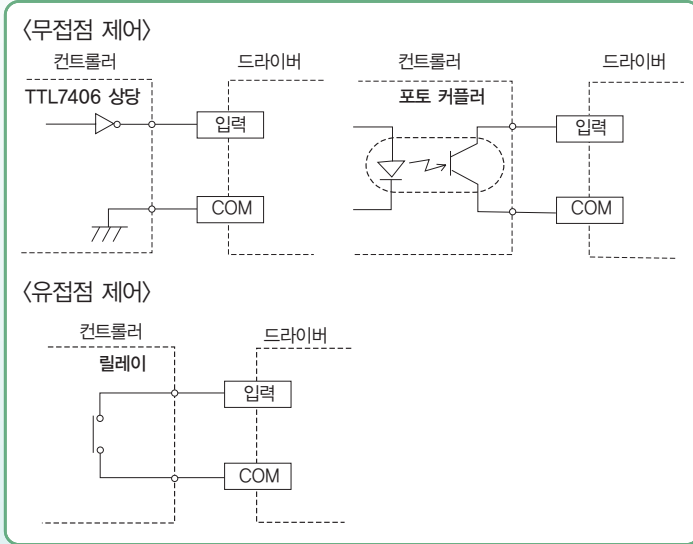 〈무접점 제어〉
컨트롤러
드라이버
TTL7406 상당
입력
COM
컨트롤러
드라이버
포토 커플러
입력
COM
〈유접점 제어〉
컨트롤러
드라이버
릴레이
입력
COM